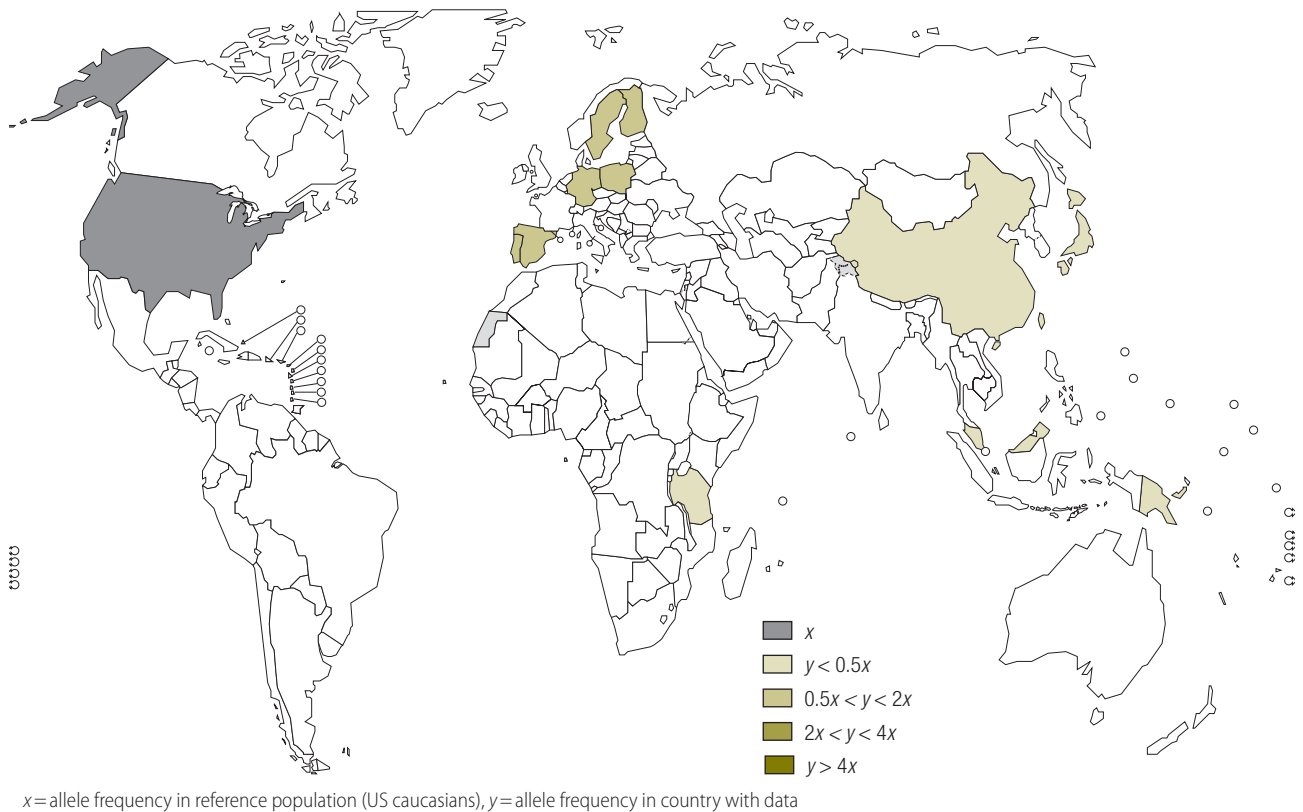 x
y < 0.5x
0.5x < y < 2x
2x < y < 4x
y > 4x
x = allele frequency in reference population (US caucasians), y = allele frequency in country with data